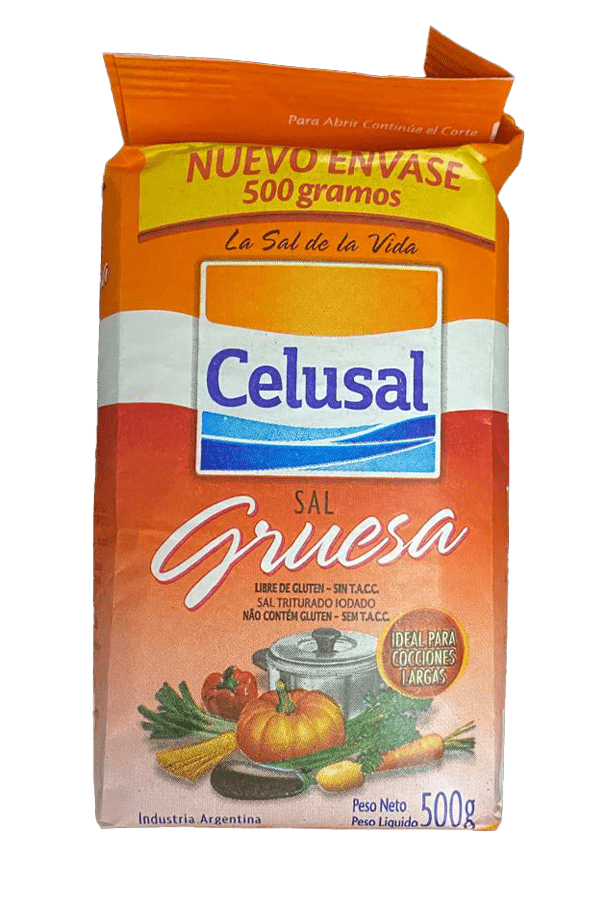 Para Abrir Continúe el Corte
NUEVO ENVASE
500 gramos
La Sal de la Vida
Celusal
SAL
Gruesa
LIBRE DE GLUTEN - SIN T.A.C.C.
SAL TRITURADO IODADO
NÃO CONTÉM GLUTEN - SEM T.A.C.C.
IDEAL PARA
COCCIONES
LARGAS
Peso Neto
Peso Liquido 500g
Industria Argentina